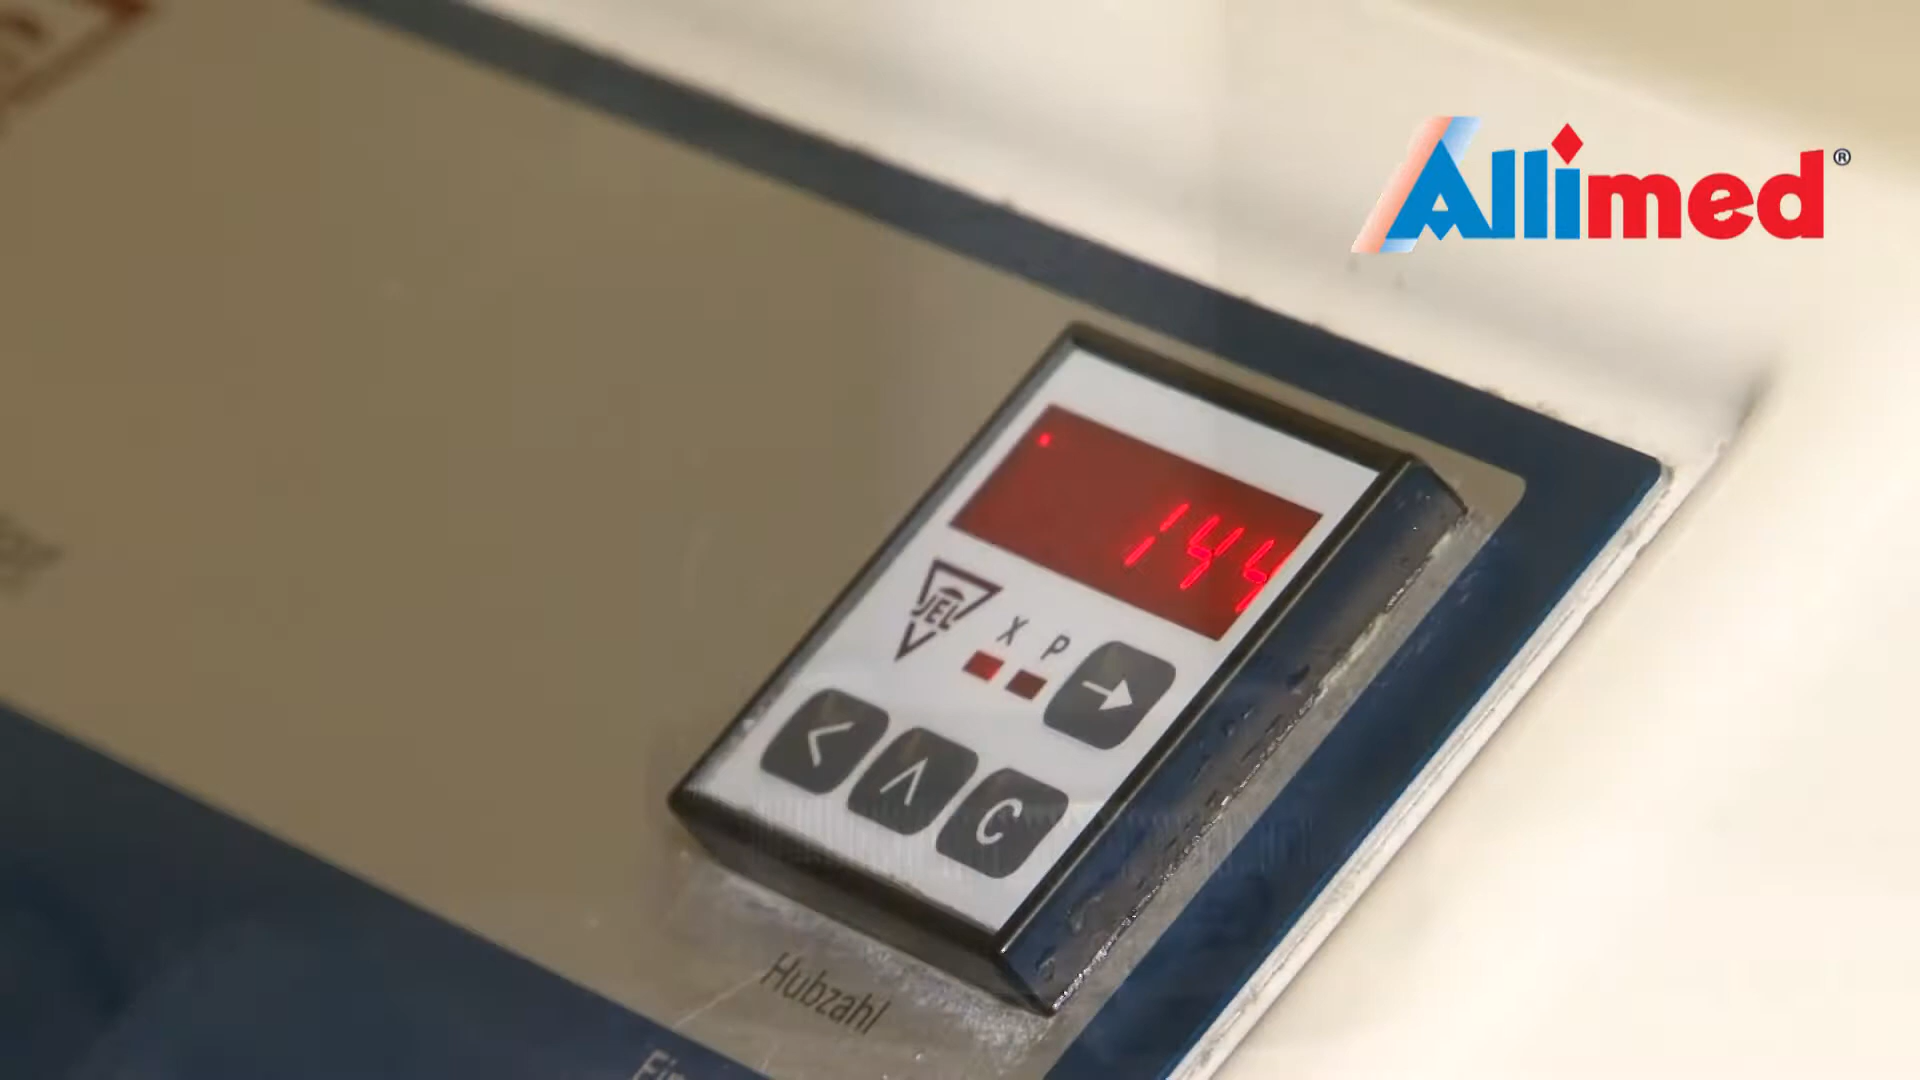 Allimed®
144
JEL
X P
→
< ∧ C
Hubzahl